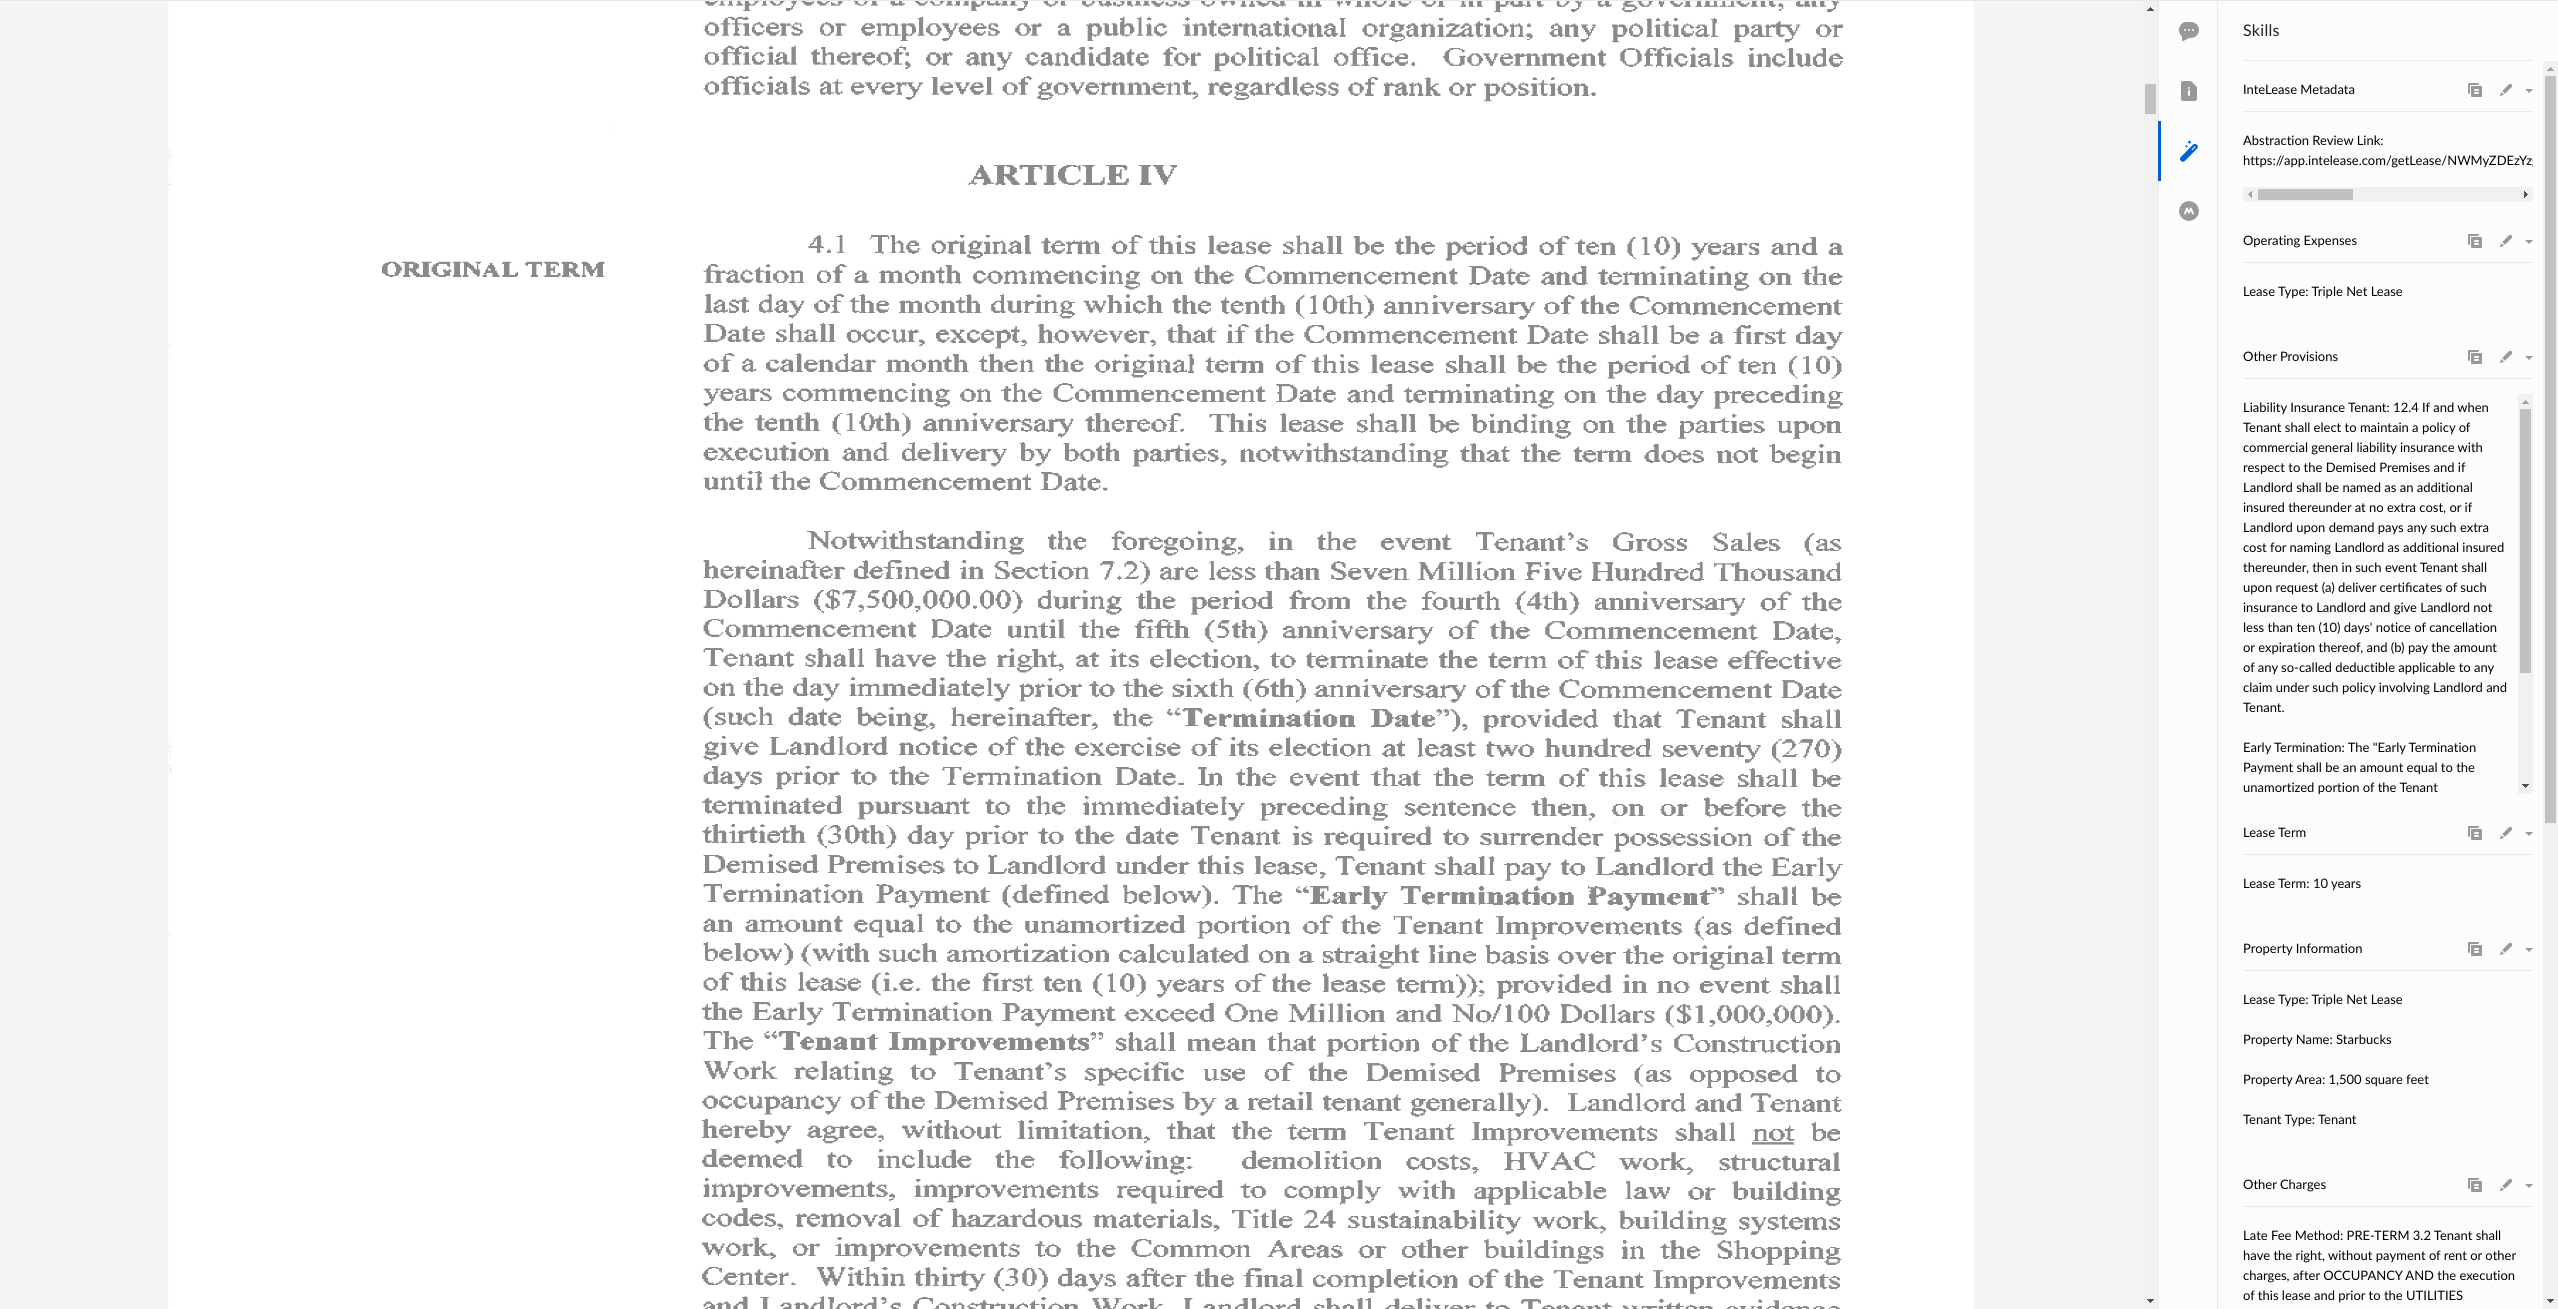 officers or employees or a public international organization; any political party or
official thereof; or any candidate for political office. Government Officials include
officials at every level of government, regardless of rank or position.
ARTICLE IV
ORIGINAL TERM
4.1 The original term of this lease shall be the period of ten (10) years and a
fraction of a month commencing on the Commencement Date and terminating on the
last day of the month during which the tenth (10th) anniversary of the Commencement
Date shall occur, except, however, that if the Commencement Date shall be a first day
of a calendar month then the original term of this lease shall be the period of ten (10)
years commencing on the Commencement Date and terminating on the day preceding
the tenth (10th) anniversary thereof. This lease shall be binding on the parties upon
execution and delivery by both parties, notwithstanding that the term does not begin
until the Commencement Date.
Notwithstanding the foregoing, in the event Tenant's Gross Sales (as
hereinafter defined in Section 7.2) are less than Seven Million Five Hundred Thousand
Dollars ($7,500,000.00) during the period from the fourth (4th) anniversary of the
Commencement Date until the fifth (5th) anniversary of the Commencement Date,
Tenant shall have the right, at its election, to terminate the term of this lease effective
on the day immediately prior to the sixth (6th) anniversary of the Commencement Date
(such date being, hereinafter, the “Termination Date”), provided that Tenant shall
give Landlord notice of the exercise of its election at least two hundred seventy (270)
days prior to the Termination Date. In the event that the term of this lease shall be
terminated pursuant to the immediately preceding sentence then, on or before the
thirtieth (30th) day prior to the date Tenant is required to surrender possession of the
Demised Premises to Landlord under this lease, Tenant shall pay to Landlord the Early
Termination Payment (defined below). The “Early Termination Payment” shall be
an amount equal to the unamortized portion of the Tenant Improvements (as defined
below) (with such amortization calculated on a straight line basis over the original term
of this lease (i.e. the first ten (10) years of the lease term)); provided in no event shall
the Early Termination Payment exceed One Million and No/100 Dollars ($1,000,000).
The “Tenant Improvements” shall mean that portion of the Landlord's Construction
Work relating to Tenant's specific use of the Demised Premises (as opposed to
occupancy of the Demised Premises by a retail tenant generally). Landlord and Tenant
hereby agree, without limitation, that the term Tenant Improvements shall not be
deemed to include the following: demolition costs, HVAC work, structural
improvements, improvements required to comply with applicable law or building
codes, removal of hazardous materials, Title 24 sustainability work, building systems
work, or improvements to the Common Areas or other buildings in the Shopping
Center. Within thirty (30) days after the final completion of the Tenant Improvements
and Landlord's Construction Work, Landlord shall deliver to Tenant written evidence
Skills
InteLease Metadata
Abstraction Review Link:
https://app.intelease.com/getLease/NWMyZDEzYz
Operating Expenses
Lease Type: Triple Net Lease
Other Provisions
Liability Insurance Tenant: 12.4 If and when
Tenant shall elect to maintain a policy of
commercial general liability insurance with
respect to the Demised Premises and if
Landlord shall be named as an additional
insured thereunder at no extra cost, or if
Landlord upon demand pays any such extra
cost for naming Landlord as additional insured
thereunder, then in such event Tenant shall
upon request (a) deliver certificates of such
insurance to Landlord and give Landlord not
less than ten (10) days' notice of cancellation
or expiration thereof, and (b) pay the amount
of any so-called deductible applicable to any
claim under such policy involving Landlord and
Tenant.
Early Termination: The "Early Termination
Payment shall be an amount equal to the
unamortized portion of the Tenant
Lease Term
Lease Term: 10 years
Property Information
Lease Type: Triple Net Lease
Property Name: Starbucks
Property Area: 1,500 square feet
Tenant Type: Tenant
Other Charges
Late Fee Method: PRE-TERM 3.2 Tenant shall
have the right, without payment of rent or other
charges, after OCCUPANCY AND the execution
of this lease and prior to the UTILITIES